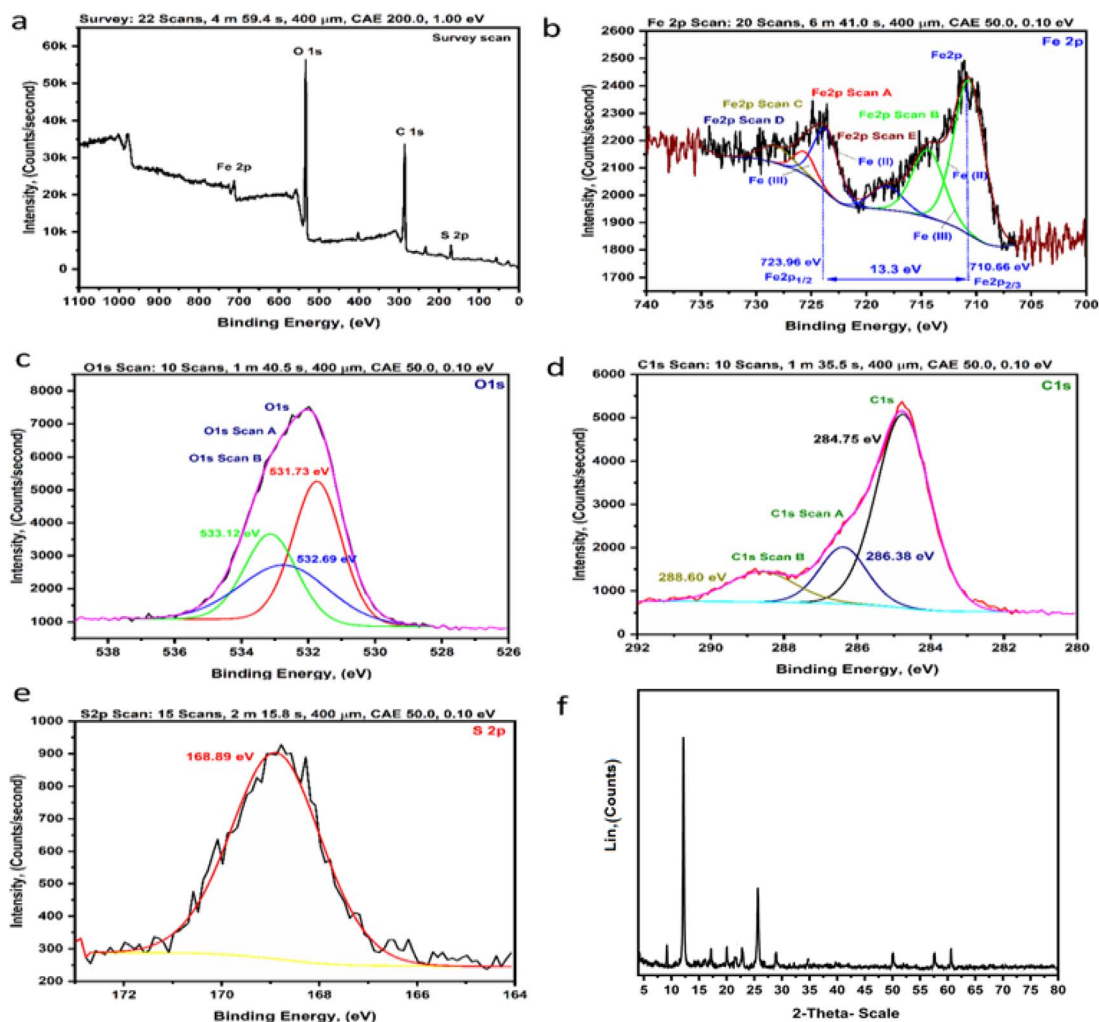 a
Survey: 22 Scans, 4 m 59.4 s, 400 µm, CAE 200.0, 1.00 eV
Survey scan
60k
50k
40k
30k
20k
10k
0
Intensity, (Counts/second)
O 1s
C 1s
Fe 2p
S 2p
1100 1000 900 800 700 600 500 400 300 200 100 0
Binding Energy, (eV)
b
Fe 2p Scan: 20 Scans, 6 m 41.0 s, 400 µm, CAE 50.0, 0.10 eV
Fe 2p
2600
2500
2400
2300
2200
2100
2000
1900
1800
1700
Intensity, (Counts/second)
Fe2p
Fe2p Scan A
Fe2p Scan C
Fe2p Scan B
Fe2p Scan D
Fe2p Scan E
Fe (II)
Fe (III)
Fe (II)
Fe (III)
723.96 eV
Fe2p1/2
13.3 eV
710.66 eV
Fe2p2/3
740 735 730 725 720 715 710 705 700
Binding Energy, (eV)
c
O1s Scan: 10 Scans, 1 m 40.5 s, 400 µm, CAE 50.0, 0.10 eV
O1s
8000
7000
6000
5000
4000
3000
2000
1000
Intensity, (Counts/second)
O1s
O1s Scan A
O1s Scan B
531.73 eV
533.12 eV
532.69 eV
538 536 534 532 530 528 526
Binding Energy, (eV)
d
C1s Scan: 10 Scans, 1 m 35.5 s, 400 µm, CAE 50.0, 0.10 eV
C1s
6000
5000
4000
3000
2000
1000
0
Intensity, (Counts/second)
C1s
284.75 eV
C1s Scan A
C1s Scan B
286.38 eV
288.60 eV
292 290 288 286 284 282 280
Binding Energy, (eV)
e
S2p Scan: 15 Scans, 2 m 15.8 s, 400 µm, CAE 50.0, 0.10 eV
S 2p
1000
900
800
700
600
500
400
300
200
Intensity, (Counts/second)
168.89 eV
172 170 168 166 164
Binding Energy, (eV)
f
Lin,(Counts)
5 10 15 20 25 30 35 40 45 50 55 60 65 70 75 80
2-Theta- Scale